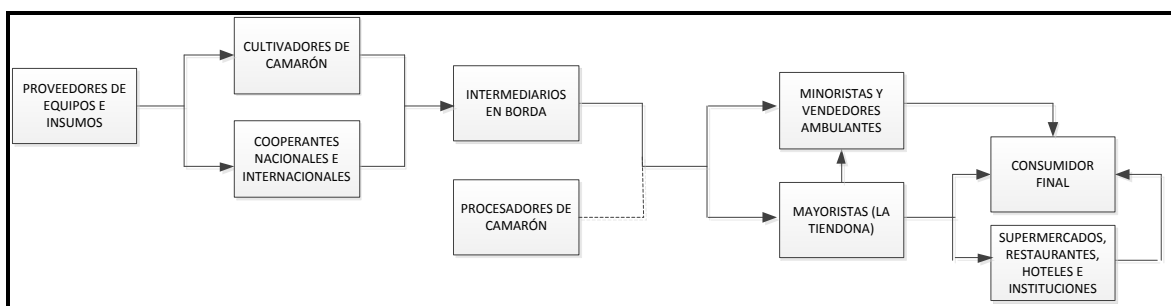 PROVEEDORES DE
EQUIPOS E
INSUMOS
CULTIVADORES DE
CAMARÓN
COOPERANTES
NACIONALES E
INTERNACIONALES
INTERMEDIARIOS
EN BORDA
PROCESADORES DE
CAMARÓN
MINORISTAS Y
VENDEDORES
AMBULANTES
MAYORISTAS (LA
TIENDONA)
CONSUMIDOR
FINAL
SUPERMERCADOS,
RESTAURANTES,
HOTELES E
INSTITUCIONES